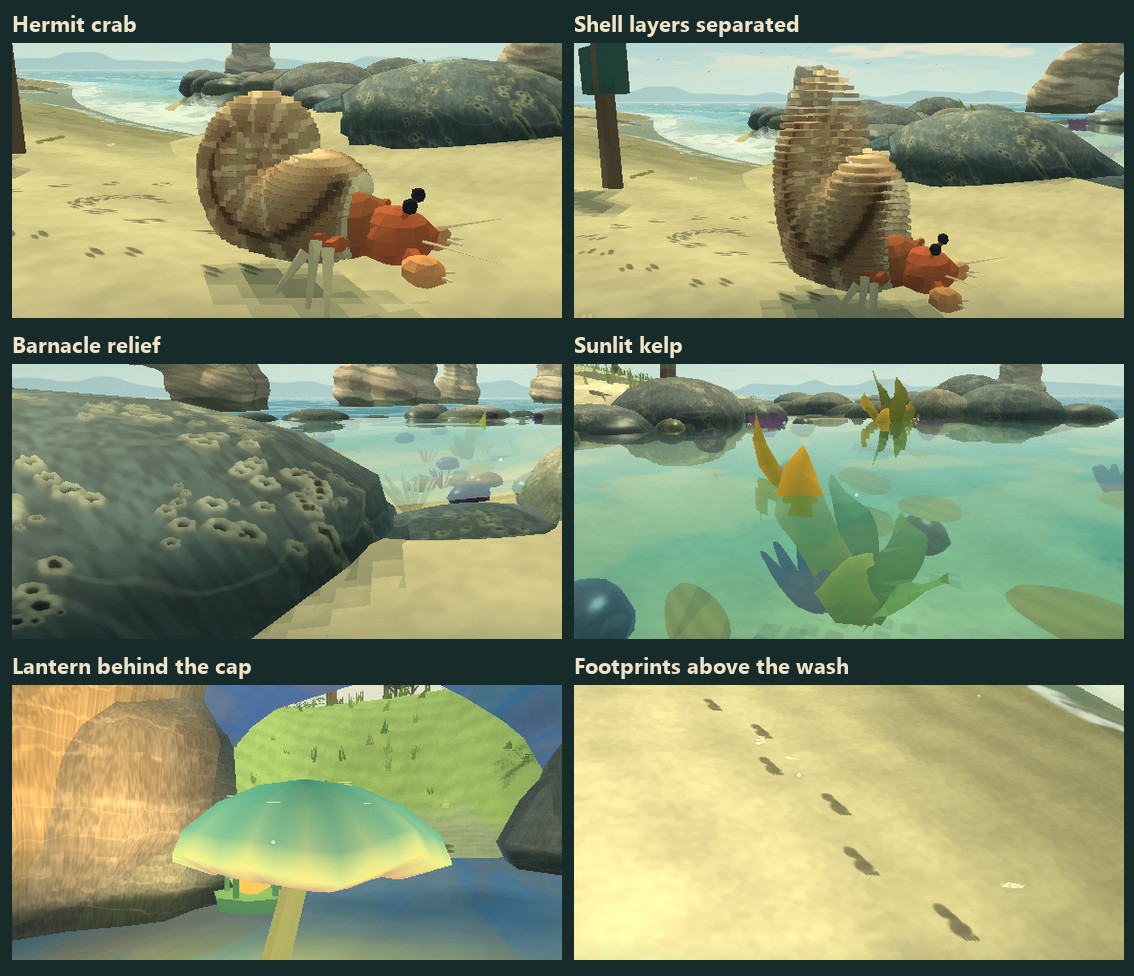 Hermit crab
Shell layers separated
Barnacle relief
Sunlit kelp
Lantern behind the cap
Footprints above the wash